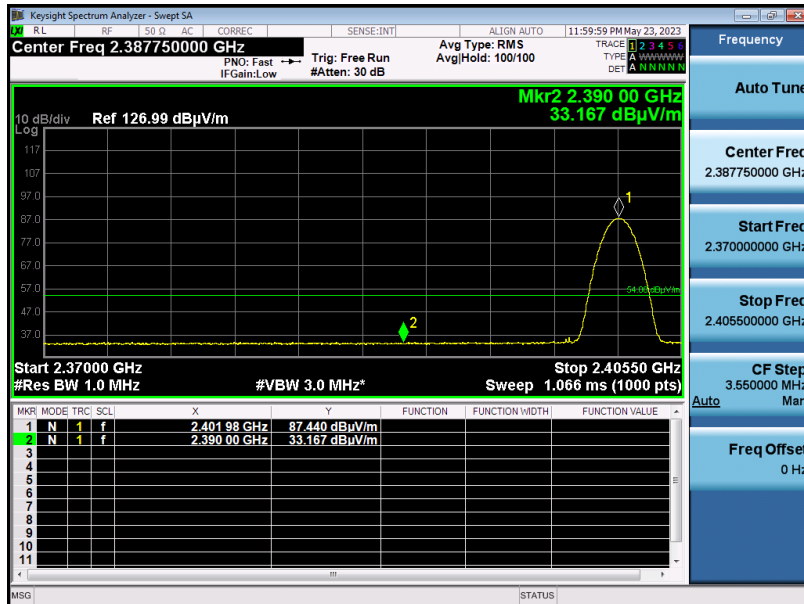 Keysight Spectrum Analyzer - Swept SA
LXI RL RF 50 Ω AC CORREC SENSE:INT ALIGN AUTO 11:59:59 PM May 23, 2023
Center Freq 2.387750000 GHz
PNO: Fast
IFGain:Low
Trig: Free Run
#Atten: 30 dB
Avg Type: RMS
Avg|Hold: 100/100
TRACE 1 2 3 4 5 6
TYPE A WWWWW
DET A N N N N N
Mkr2 2.390 00 GHz
33.167 dBµV/m
10 dB/div
Log
Ref 126.99 dBµV/m
117
107
97.0
87.0
77.0
67.0
57.0
47.0
37.0
1
2
54.00 dBµV/m
Start 2.37000 GHz
Stop 2.40550 GHz
#Res BW 1.0 MHz
#VBW 3.0 MHz*
Sweep 1.066 ms (1000 pts)
MKR MODE TRC SCL X Y FUNCTION FUNCTION WIDTH FUNCTION VALUE
1 N 1 f 2.401 98 GHz 87.440 dBµV/m
2 N 1 f 2.390 00 GHz 33.167 dBµV/m
3
4
5
6
7
8
9
10
11
MSG
STATUS
Frequency
Auto Tune
Center Freq
2.387750000 GHz
Start Freq
2.370000000 GHz
Stop Freq
2.405500000 GHz
CF Step
3.550000 MHz
Auto Man
Freq Offset
0 Hz